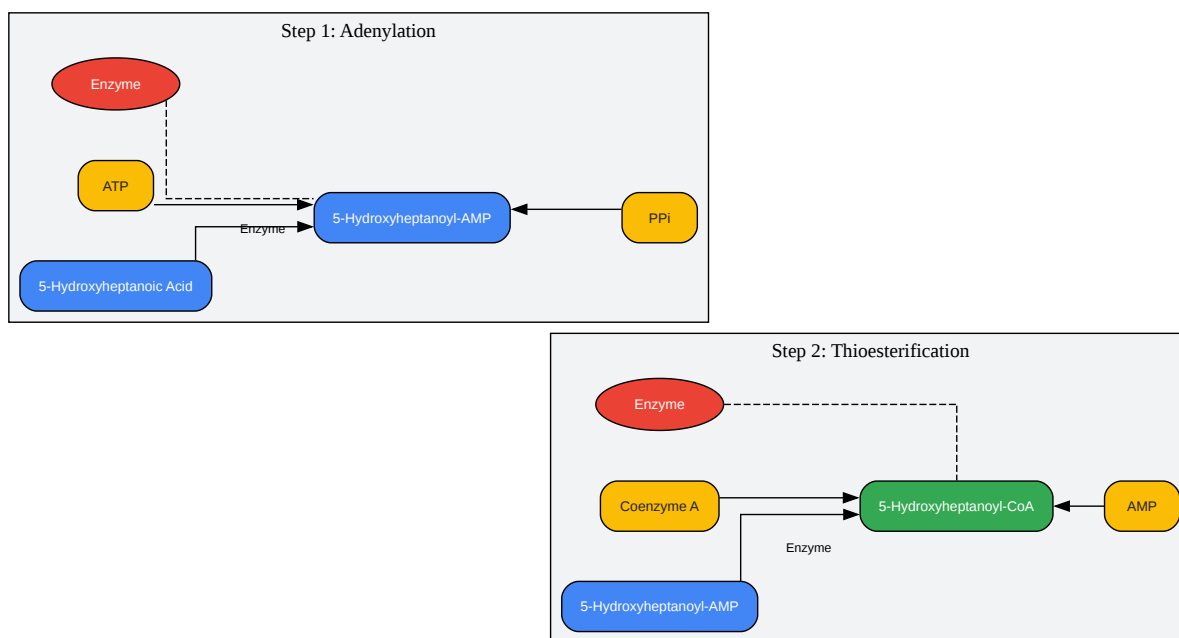 Step 1: Adenylation
Enzyme
ATP
5-Hydroxyheptanoyl-AMP
PPi
Enzyme
5-Hydroxyheptanoic Acid
Step 2: Thioesterification
Enzyme
Coenzyme A
5-Hydroxyheptanoyl-CoA
AMP
Enzyme
5-Hydroxyheptanoyl-AMP